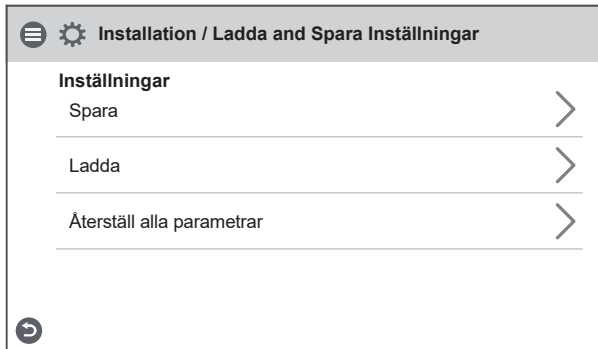 Installation / Ladda and Spara Inställningar
Inställningar
Spara
Ladda
Återställ alla parametrar